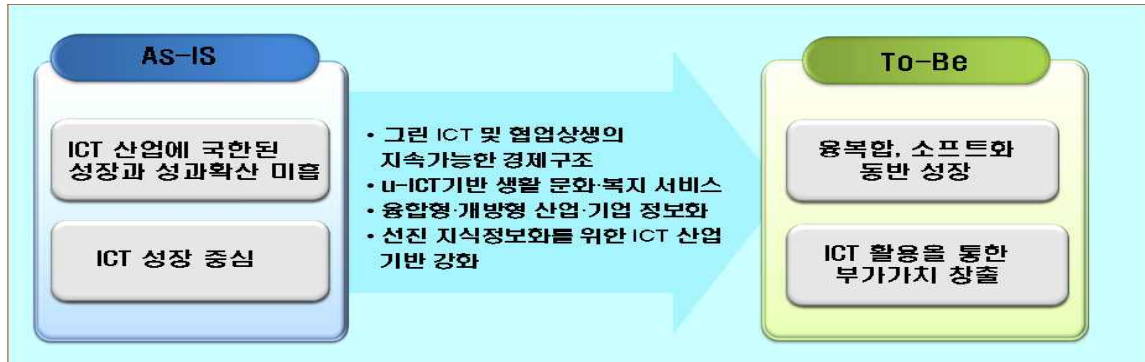 As-IS
ICT 산업에 국한된
성장과 성과확산 미흡
ICT 성장 중심
• 그린 ICT 및 협업상생의
지속가능한 경제구조
• u-ICT기반 생활 문화·복지 서비스
• 융합형·개방형 산업·기업 정보화
• 선진 지식정보화를 위한 ICT 산업
기반 강화
To-Be
융복합, 소프트화
동반 성장
ICT 활용을 통한
부가가치 창출